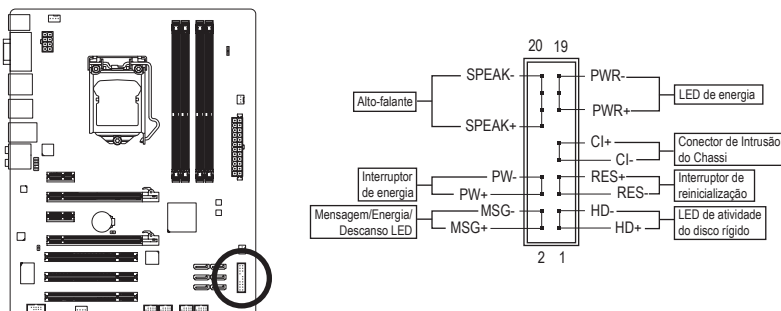 20 19
SPEAK-
PWR-
Alto-falante
LED de energia
SPEAK+
PWR+
CI+
Conector de Intrusão
do Chassi
CI-
Interruptor
de energia
PW-
RES+
Interruptor de
reinicialização
PW+
RES-
Mensagem/Energia/
Descanso LED
MSG-
HD-
LED de atividade
do disco rígido
MSG+
HD+
2 1